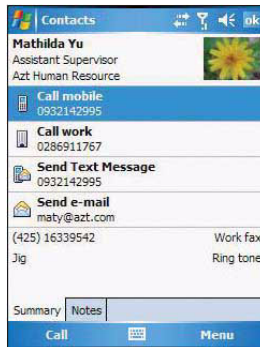 Contacts
ok
Mathilda Yu
Assistant Supervisor
Azt Human Resource
Call mobile
0932142995
Call work
0286911767
Send Text Message
0932142995
Send e-mail
maty@azt.com
(425) 16339542 Work fax
Jig Ring tone
Summary Notes
Call Menu